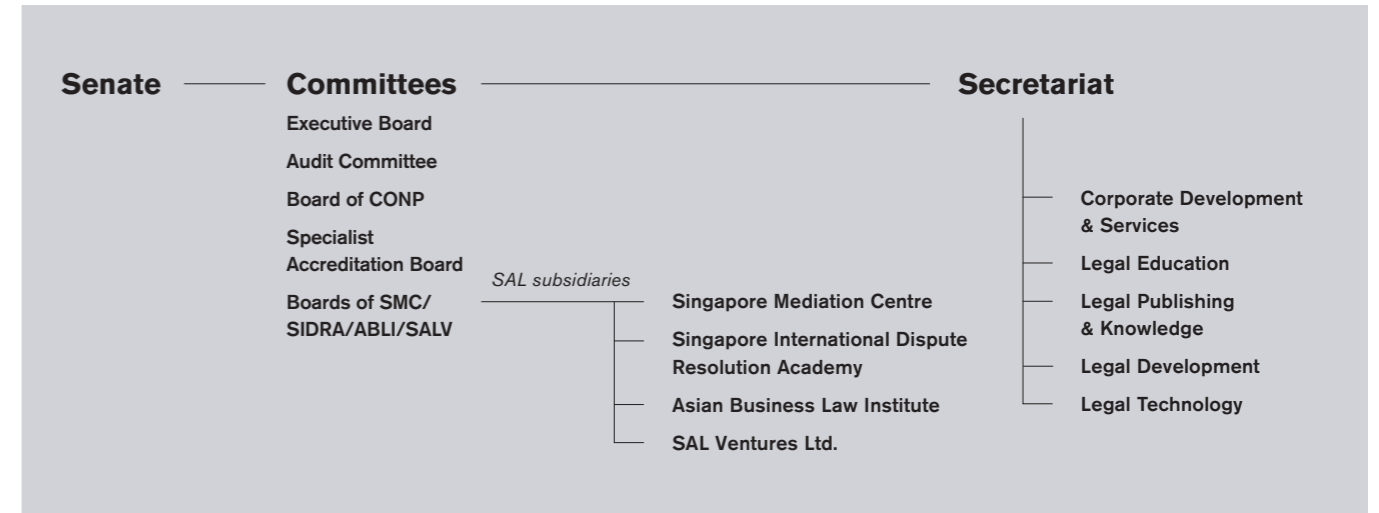 Senate
Committees
Executive Board
Audit Committee
Board of CONP
Specialist
Accreditation Board
Boards of SMC/
SIDRA/ABLI/SALV
SAL subsidiaries
Singapore Mediation Centre
Singapore International Dispute
Resolution Academy
Asian Business Law Institute
SAL Ventures Ltd.
Secretariat
Corporate Development
& Services
Legal Education
Legal Publishing
& Knowledge
Legal Development
Legal Technology